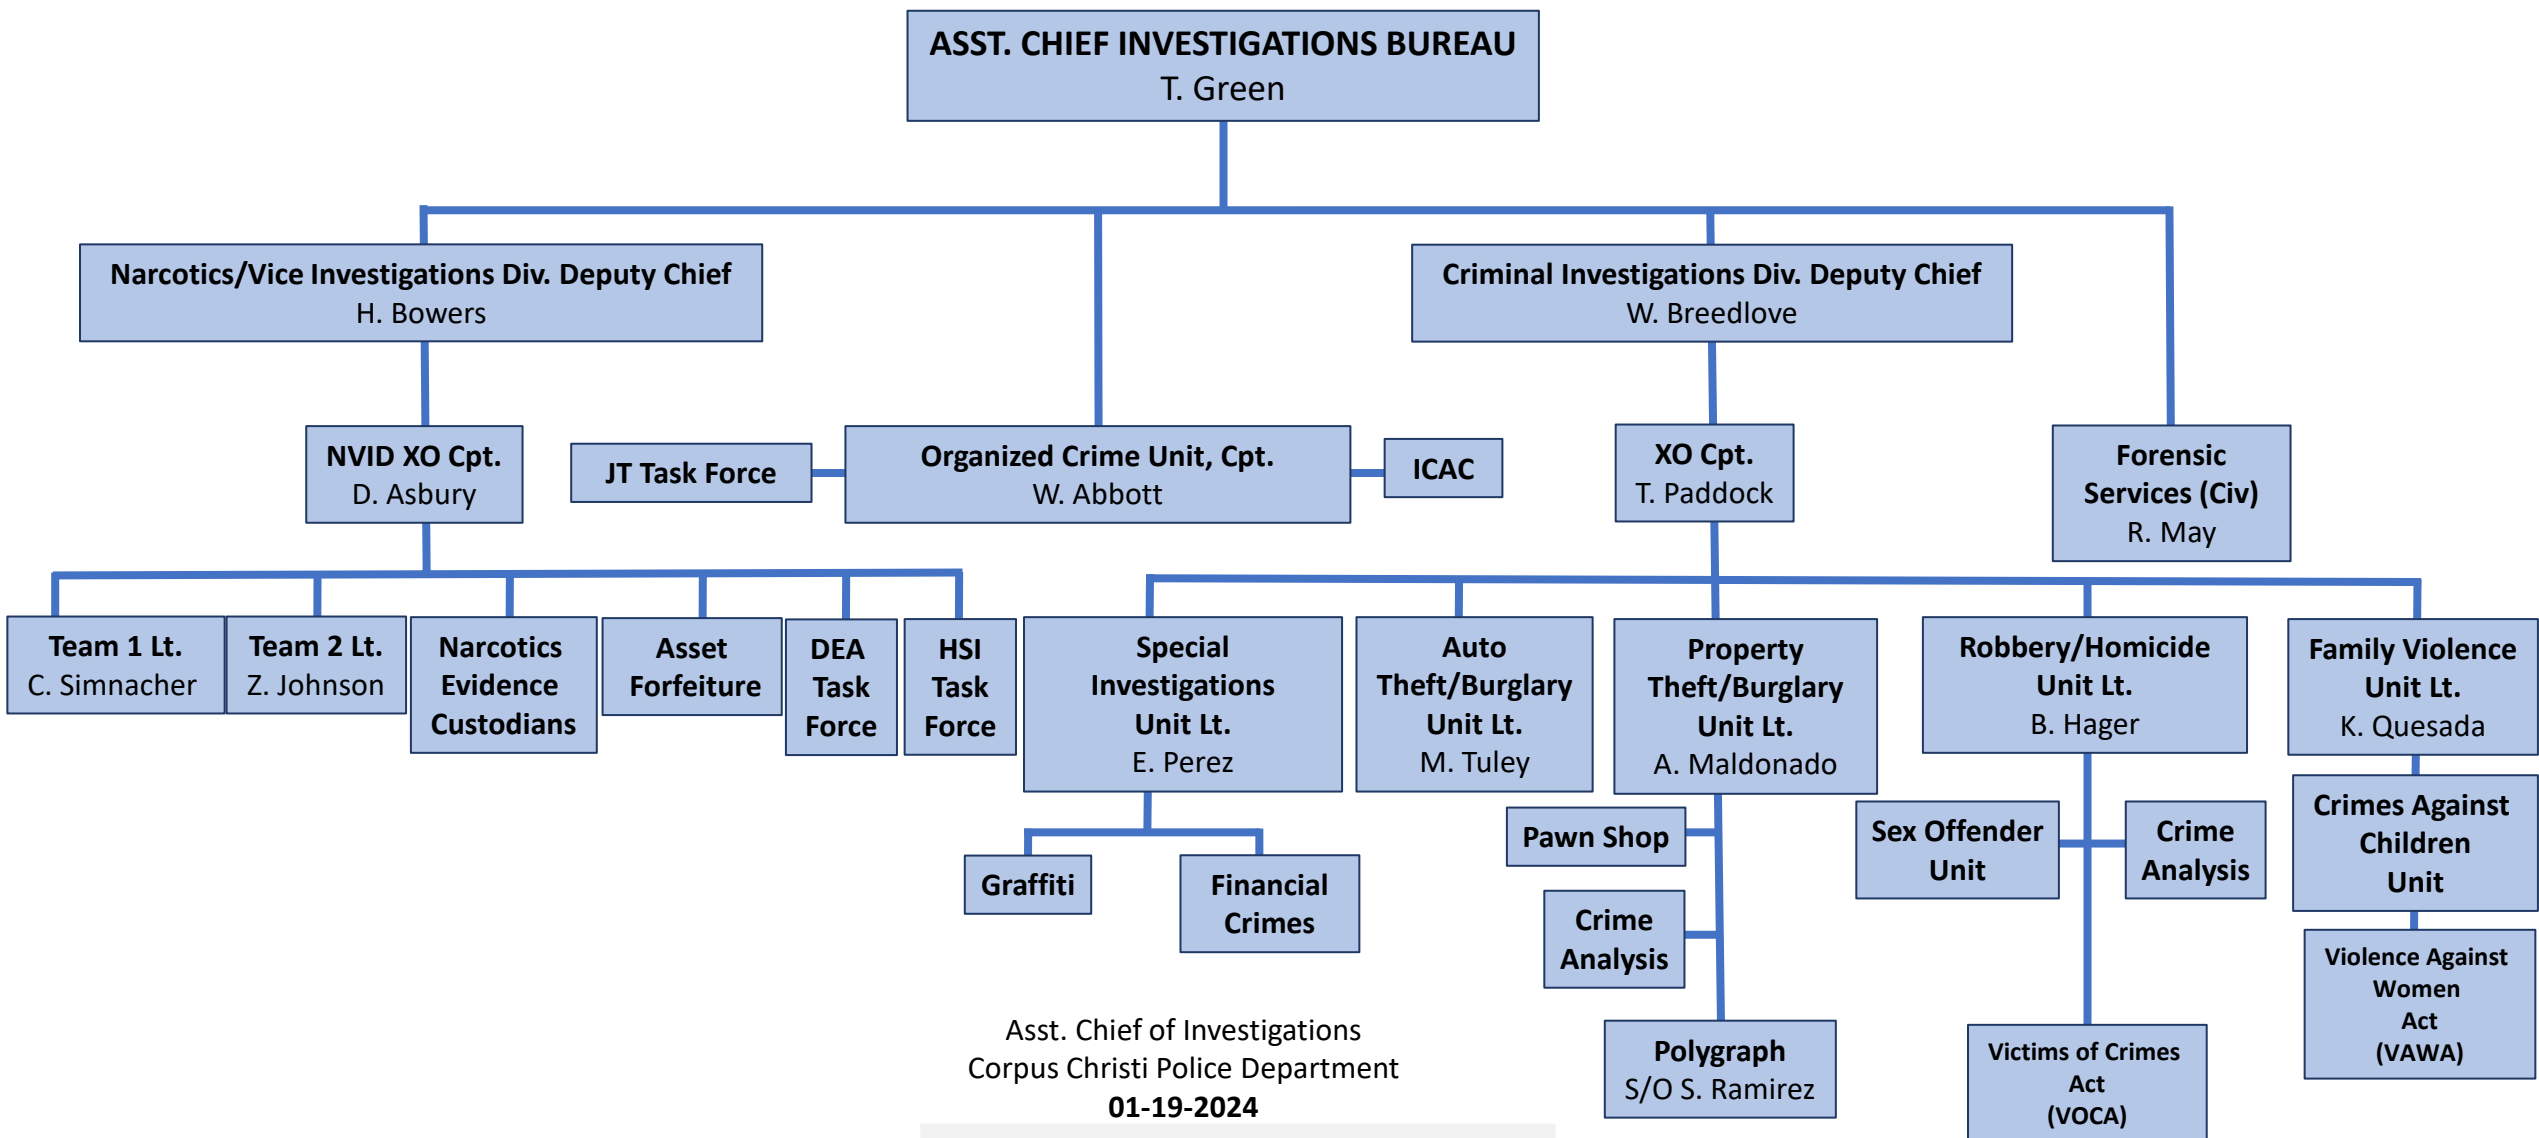 ASST. CHIEF INVESTIGATIONS BUREAU
T. Green
Narcotics/Vice Investigations Div. Deputy Chief
H. Bowers
Criminal Investigations Div. Deputy Chief
W. Breedlove
NVID XO Cpt.
D. Asbury
JT Task Force
Organized Crime Unit, Cpt.
W. Abbott
ICAC
XO Cpt.
T. Paddock
Forensic
Services (Civ)
R. May
Team 1 Lt.
C. Simnacher
Team 2 Lt.
Z. Johnson
Narcotics
Evidence
Custodians
Asset
Forfeiture
DEA
Task
Force
HSI
Task
Force
Special
Investigations
Unit Lt.
E. Perez
Auto
Theft/Burglary
Unit Lt.
M. Tuley
Property
Theft/Burglary
Unit Lt.
A. Maldonado
Robbery/Homicide
Unit Lt.
B. Hager
Family Violence
Unit Lt.
K. Quesada
Graffiti
Financial
Crimes
Pawn Shop
Crime
Analysis
Polygraph
S/O S. Ramirez
Sex Offender
Unit
Crime
Analysis
Victims of Crimes
Act
(VOCA)
Crimes Against
Children
Unit
Violence Against
Women
Act
(VAWA)
Asst. Chief of Investigations
Corpus Christi Police Department
01-19-2024